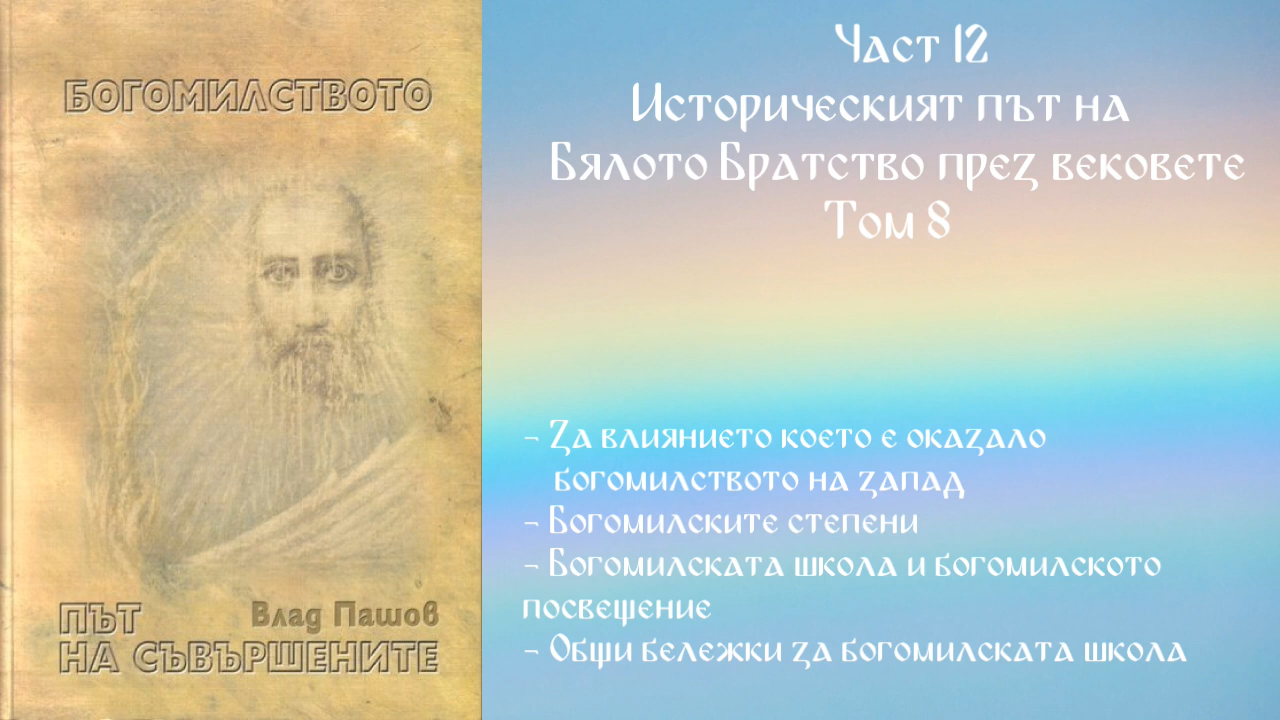 БОГОМИЛСТВОТО
ПЪТ
Влад Пашов
НА СЪВЪРШЕНИТЕ
Част 12
Историческият път на
Бялото Братство през вековете
Том 8
- За влиянието което е оказало
богомилството на запад
- Богомилските степени
- Богомилската школа и богомилското
посвещение
- Общи бележки за богомилската школа